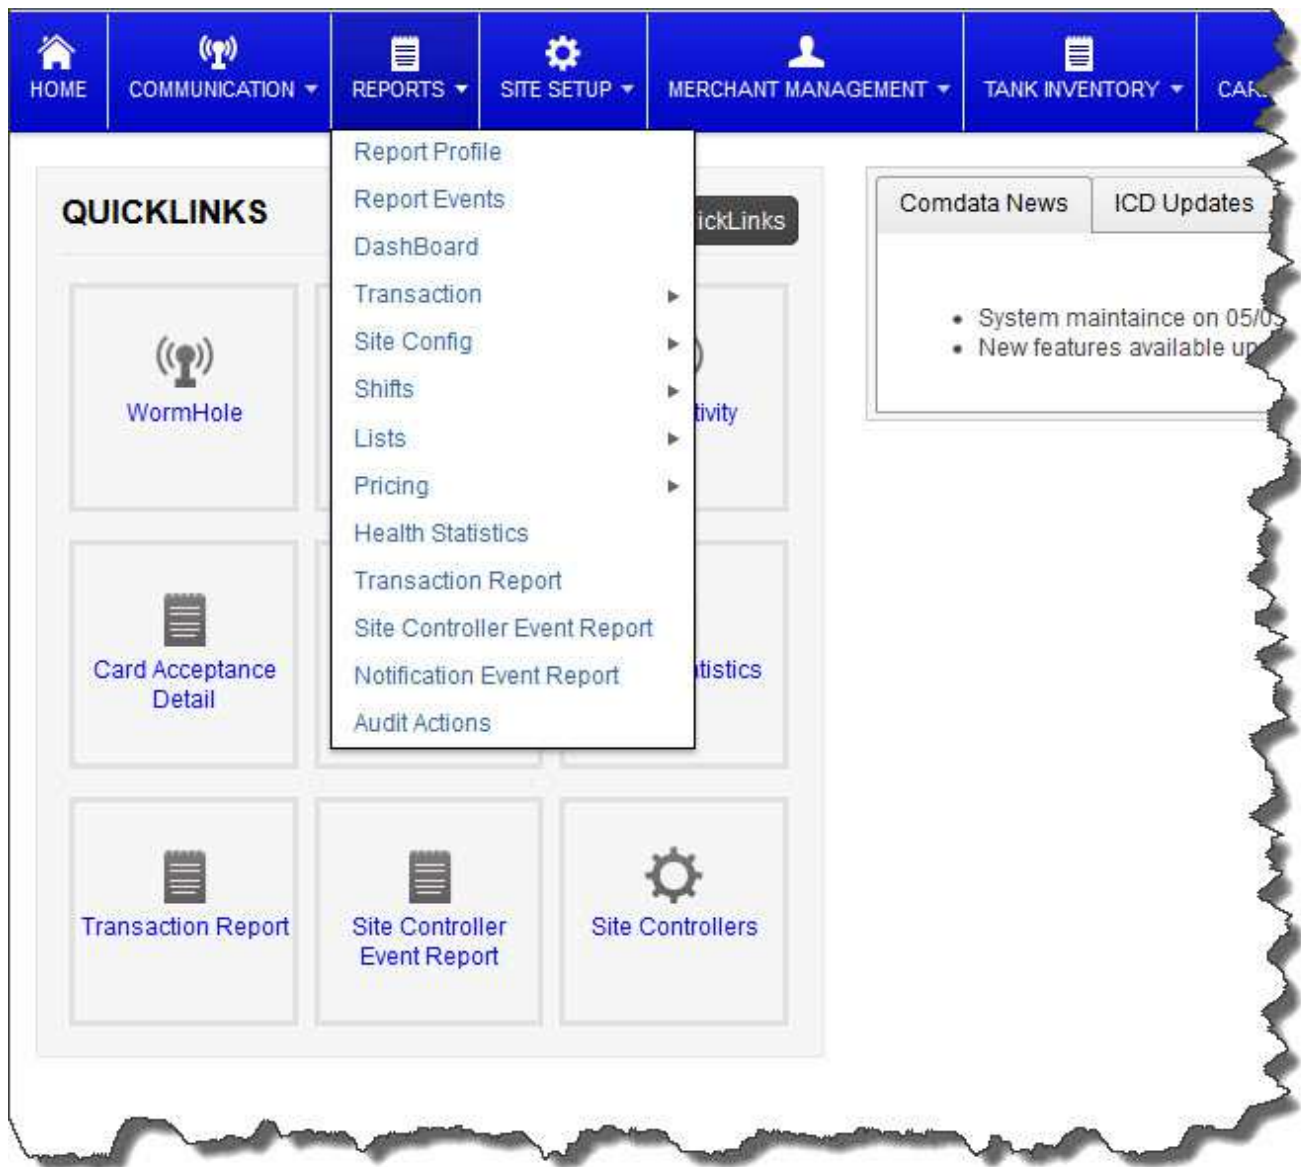 HOME
COMMUNICATION
REPORTS
SITE SETUP
MERCHANT MANAGEMENT
TANK INVENTORY
Report Profile
Report Events
DashBoard
Transaction
Site Config
Shifts
Lists
Pricing
Health Statistics
Transaction Report
Site Controller Event Report
Notification Event Report
Audit Actions
QUICKLINKS
WormHole
Card Acceptance
Detail
Transaction Report
Site Controller
Event Report
Site Controllers
Comdata News
ICD Updates
System maintaince on
New features available